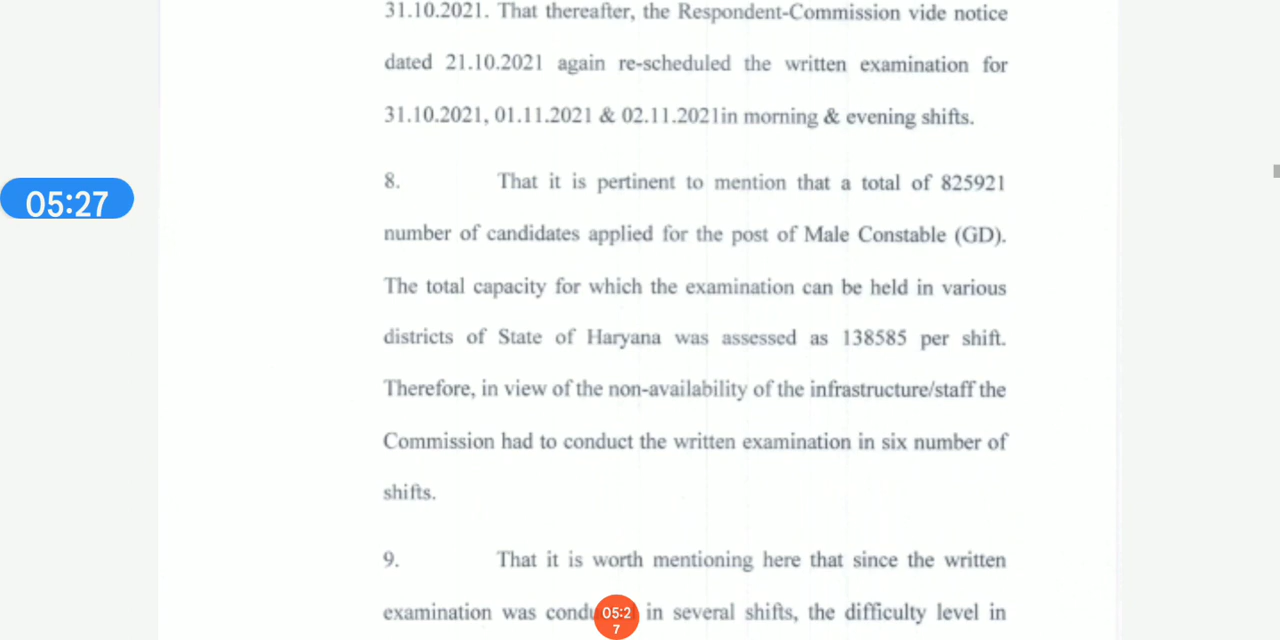 31.10.2021. That thereafter, the Respondent-Commission vide notice
dated 21.10.2021 again re-scheduled the written examination for
31.10.2021, 01.11.2021 & 02.11.2021in morning & evening shifts.
05:27
8. That it is pertinent to mention that a total of 825921
number of candidates applied for the post of Male Constable (GD).
The total capacity for which the examination can be held in various
districts of State of Haryana was assessed as 138585 per shift.
Therefore, in view of the non-availability of the infrastructure/staff the
Commission had to conduct the written examination in six number of
shifts.
9. That it is worth mentioning here that since the written
examination was in several shifts, the difficulty level in
05:2
7